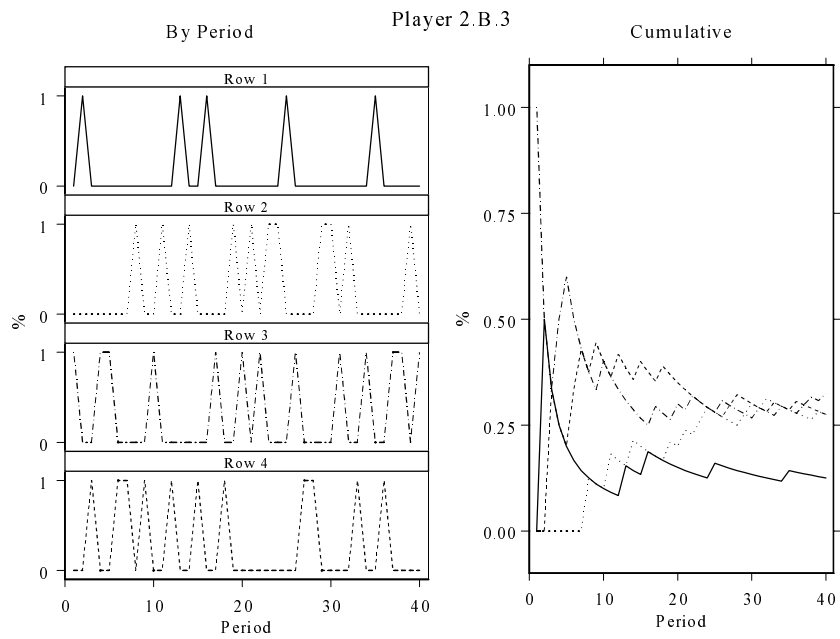 Player 2.B.3
By Period
Cumulative
Row 1
1
0
Row 2
1
0
Row 3
1
0
Row 4
1
0
%
0 10 20 30 40
Period
1.00
0.75
0.50
0.25
0.00
%
0 10 20 30 40
Period